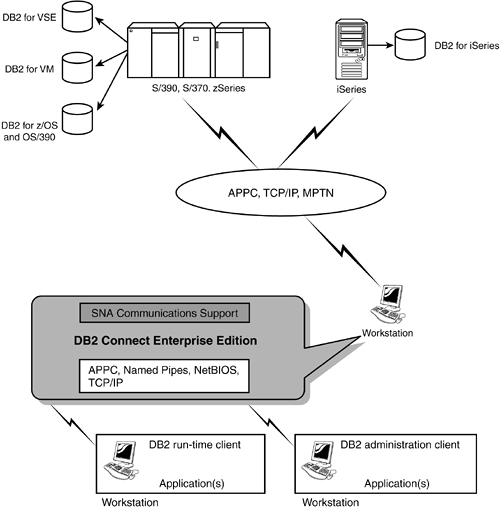 DB2 for VSE
DB2 for VM
DB2 for z/OS
and OS/390
S/390, S/370. zSeries
iSeries
DB2 for iSeries
APPC, TCP/IP, MPTN
Workstation
SNA Communications Support
DB2 Connect Enterprise Edition
APPC, Named Pipes, NetBIOS,
TCP/IP
DB2 run-time client
Application(s)
Workstation
DB2 administration client
Application(s)
Workstation